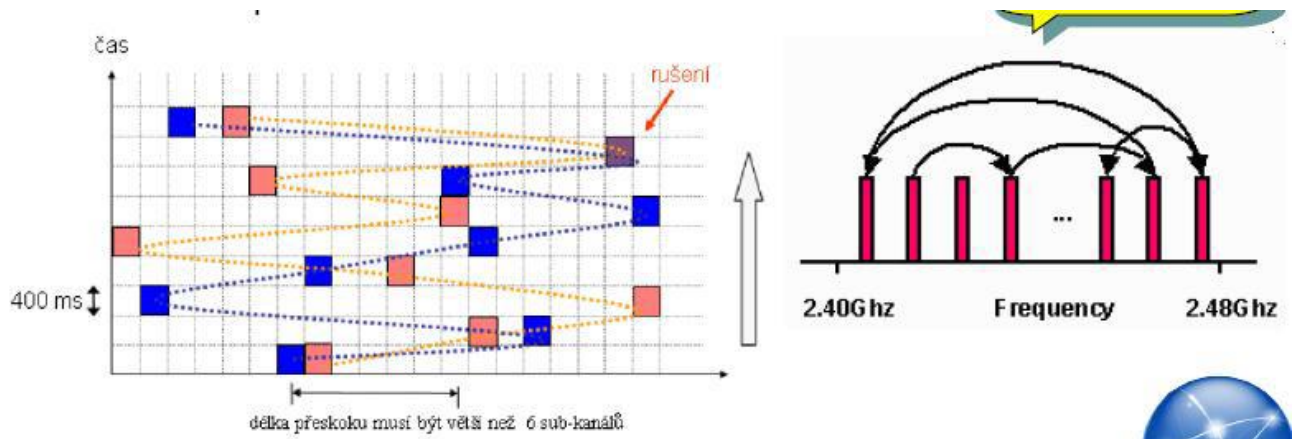 čas
rušení
400 ms
délka přeskoku musí být větší než 6 sub-kanálů
...
2.40Ghz
Frequency
2.48Ghz